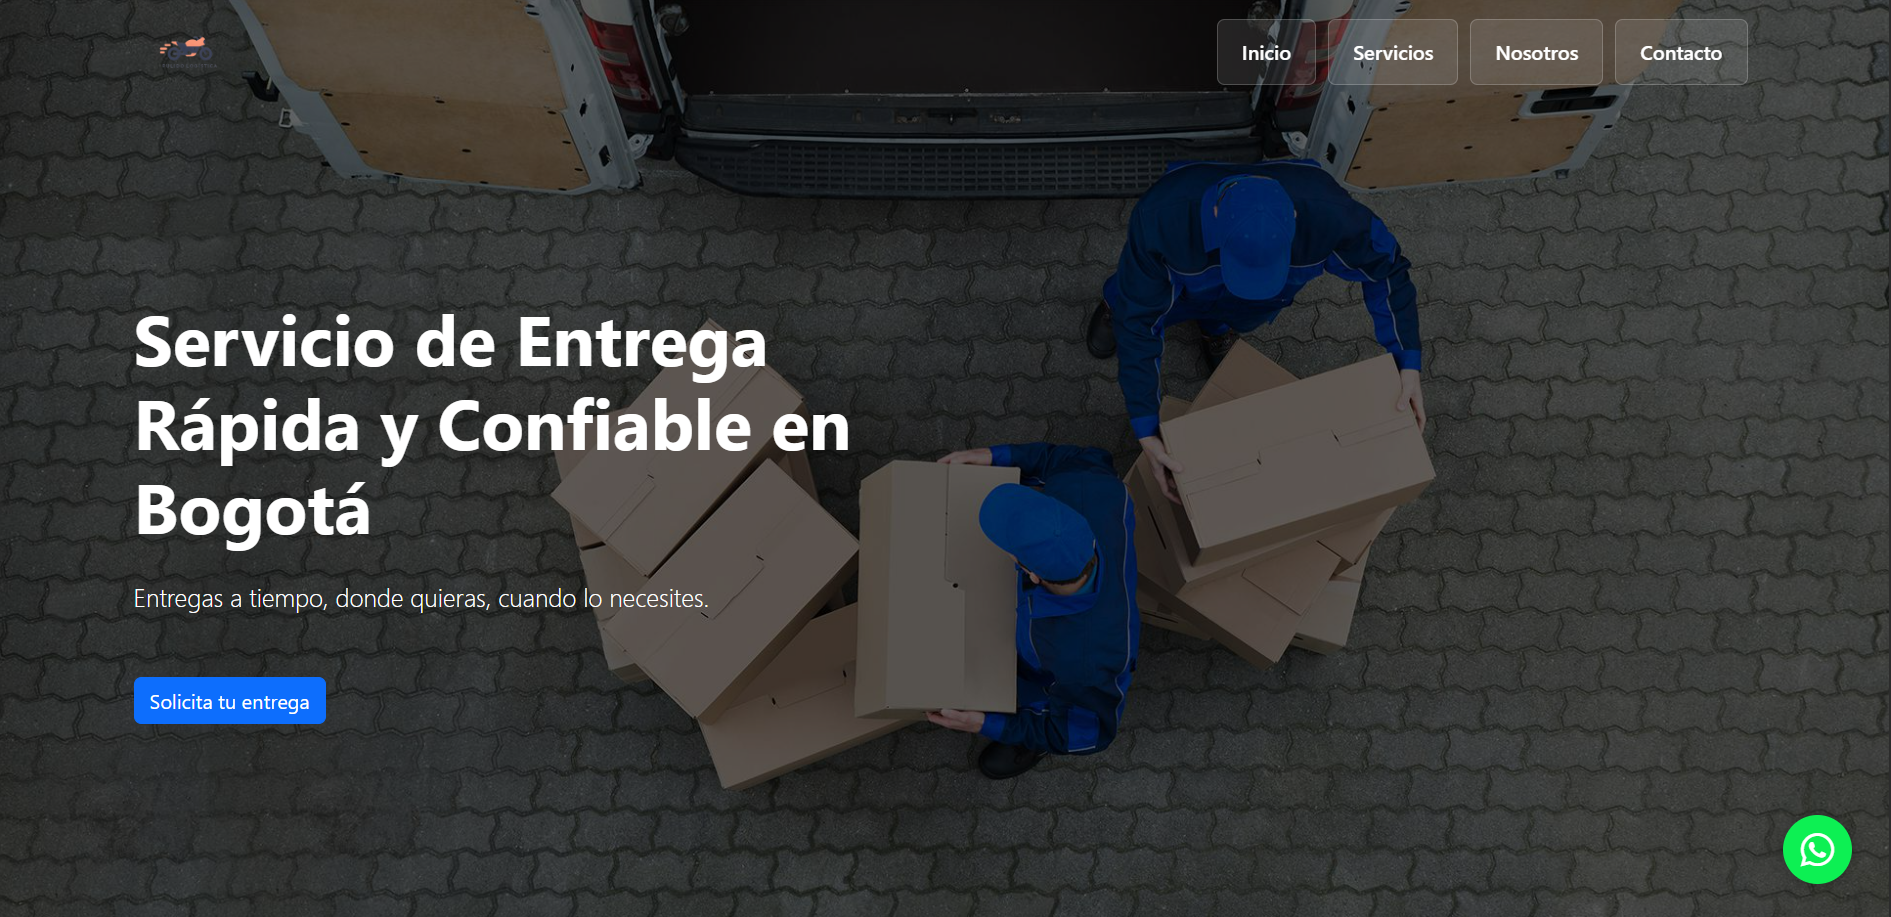 Inicio
Servicios
Nosotros
Contacto
Servicio de Entrega
Rápida y Confiable en
Bogotá
Entregas a tiempo, donde quieras, cuando lo necesites.
Solicita tu entrega